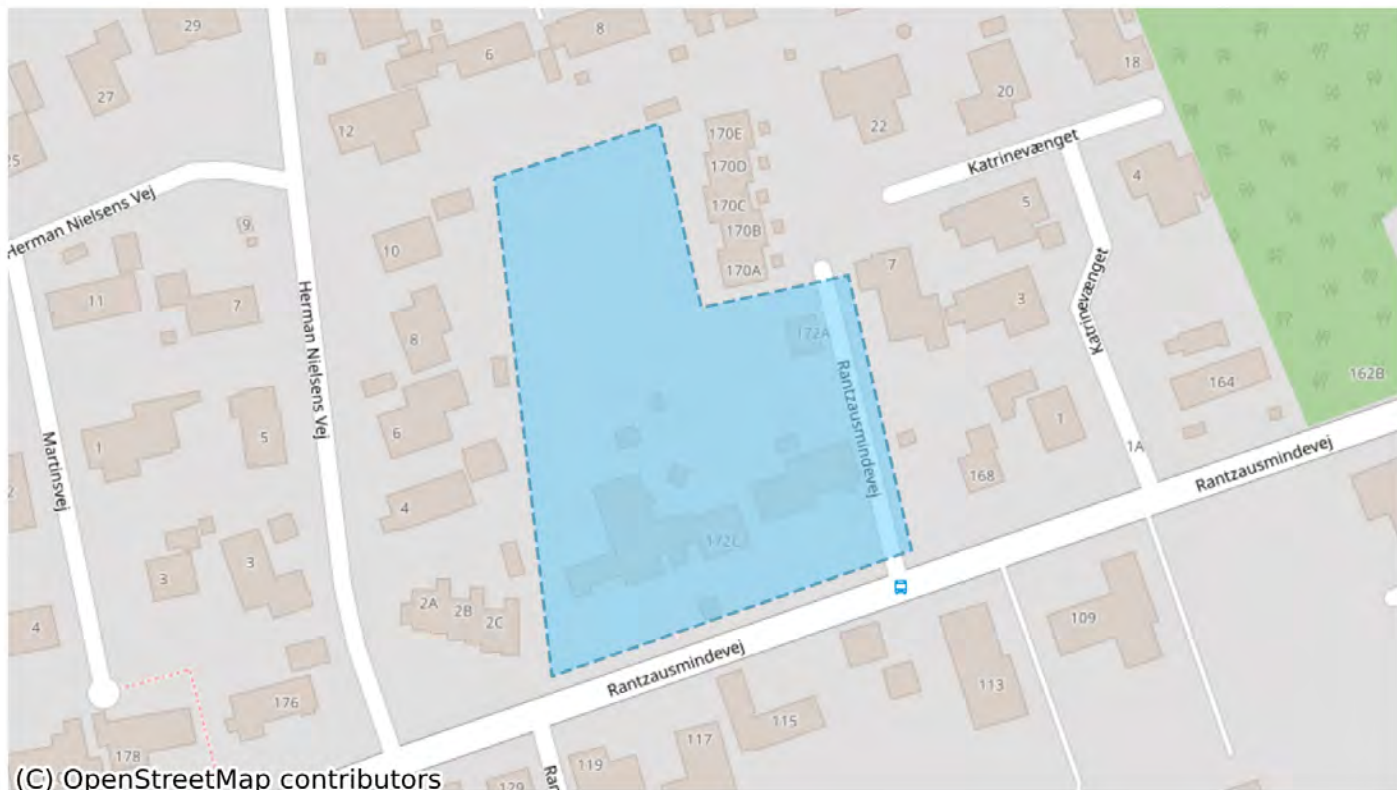 29
8
6
18
27
20
12
22
170E
25
170D
Katrinevænget
4
Herman Nielsens Vej
170C
5
9
170B
10
170A
7
11
7
3
Herman Nielsens Vej
8
172A
Katrinevænget
Rantzausmindevej
164
162B
1
1
5
6
1A
Martinsvej
168
Rantzausmindevej
2
4
172C
3
3
2A
2B
2C
4
109
Rantzausmindevej
113
176
115
117
178
119
129
Ran
(C) OpenStreetMap contributors